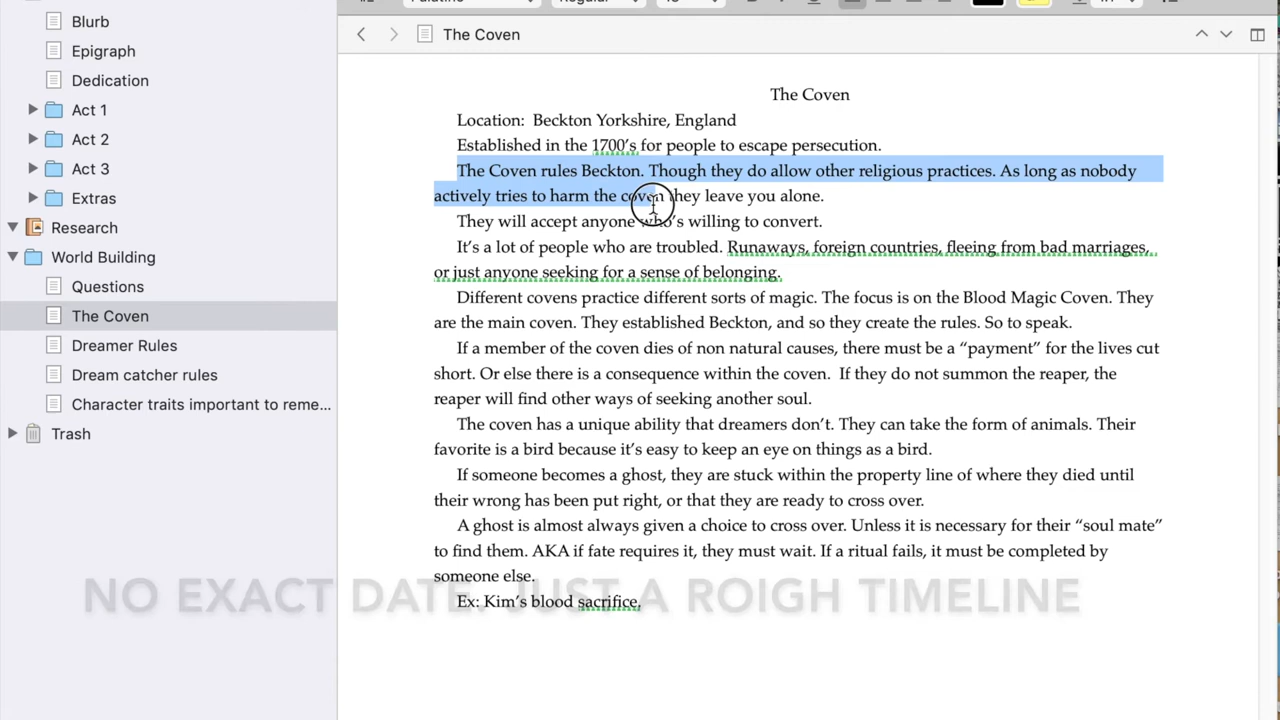 Palatino Regular
Blurb
Epigraph
Dedication
Act 1
Act 2
Act 3
Extras
Research
World Building
Questions
The Coven
Dreamer Rules
Dream catcher rules
Character traits important to reme...
Trash
The Coven
The Coven
Location:  Beckton Yorkshire, England
Established in the 1700’s for people to escape persecution.
The Coven rules Beckton. Though they do allow other religious practices. As long as nobody
actively tries to harm the coven they leave you alone.
They will accept anyone who’s willing to convert.
It’s a lot of people who are troubled. Runaways, foreign countries, fleeing from bad marriages,
or just anyone seeking for a sense of belonging.
Different covens practice different sorts of magic. The focus is on the Blood Magic Coven. They
are the main coven. They established Beckton, and so they create the rules. So to speak.
If a member of the coven dies of non natural causes, there must be a “payment” for the lives cut
short. Or else there is a consequence within the coven.  If they do not summon the reaper, the
reaper will find other ways of seeking another soul.
The coven has a unique ability that dreamers don’t. They can take the form of animals. Their
favorite is a bird because it’s easy to keep an eye on things as a bird.
If someone becomes a ghost, they are stuck within the property line of where they died until
their wrong has been put right, or that they are ready to cross over.
A ghost is almost always given a choice to cross over. Unless it is necessary for their “soul mate”
to find them. AKA if fate requires it, they must wait. If a ritual fails, it must be completed by
someone else.
Ex: Kim’s blood sacrifice.
NO EXACT DATE. JUST A ROIGH TIMELINE